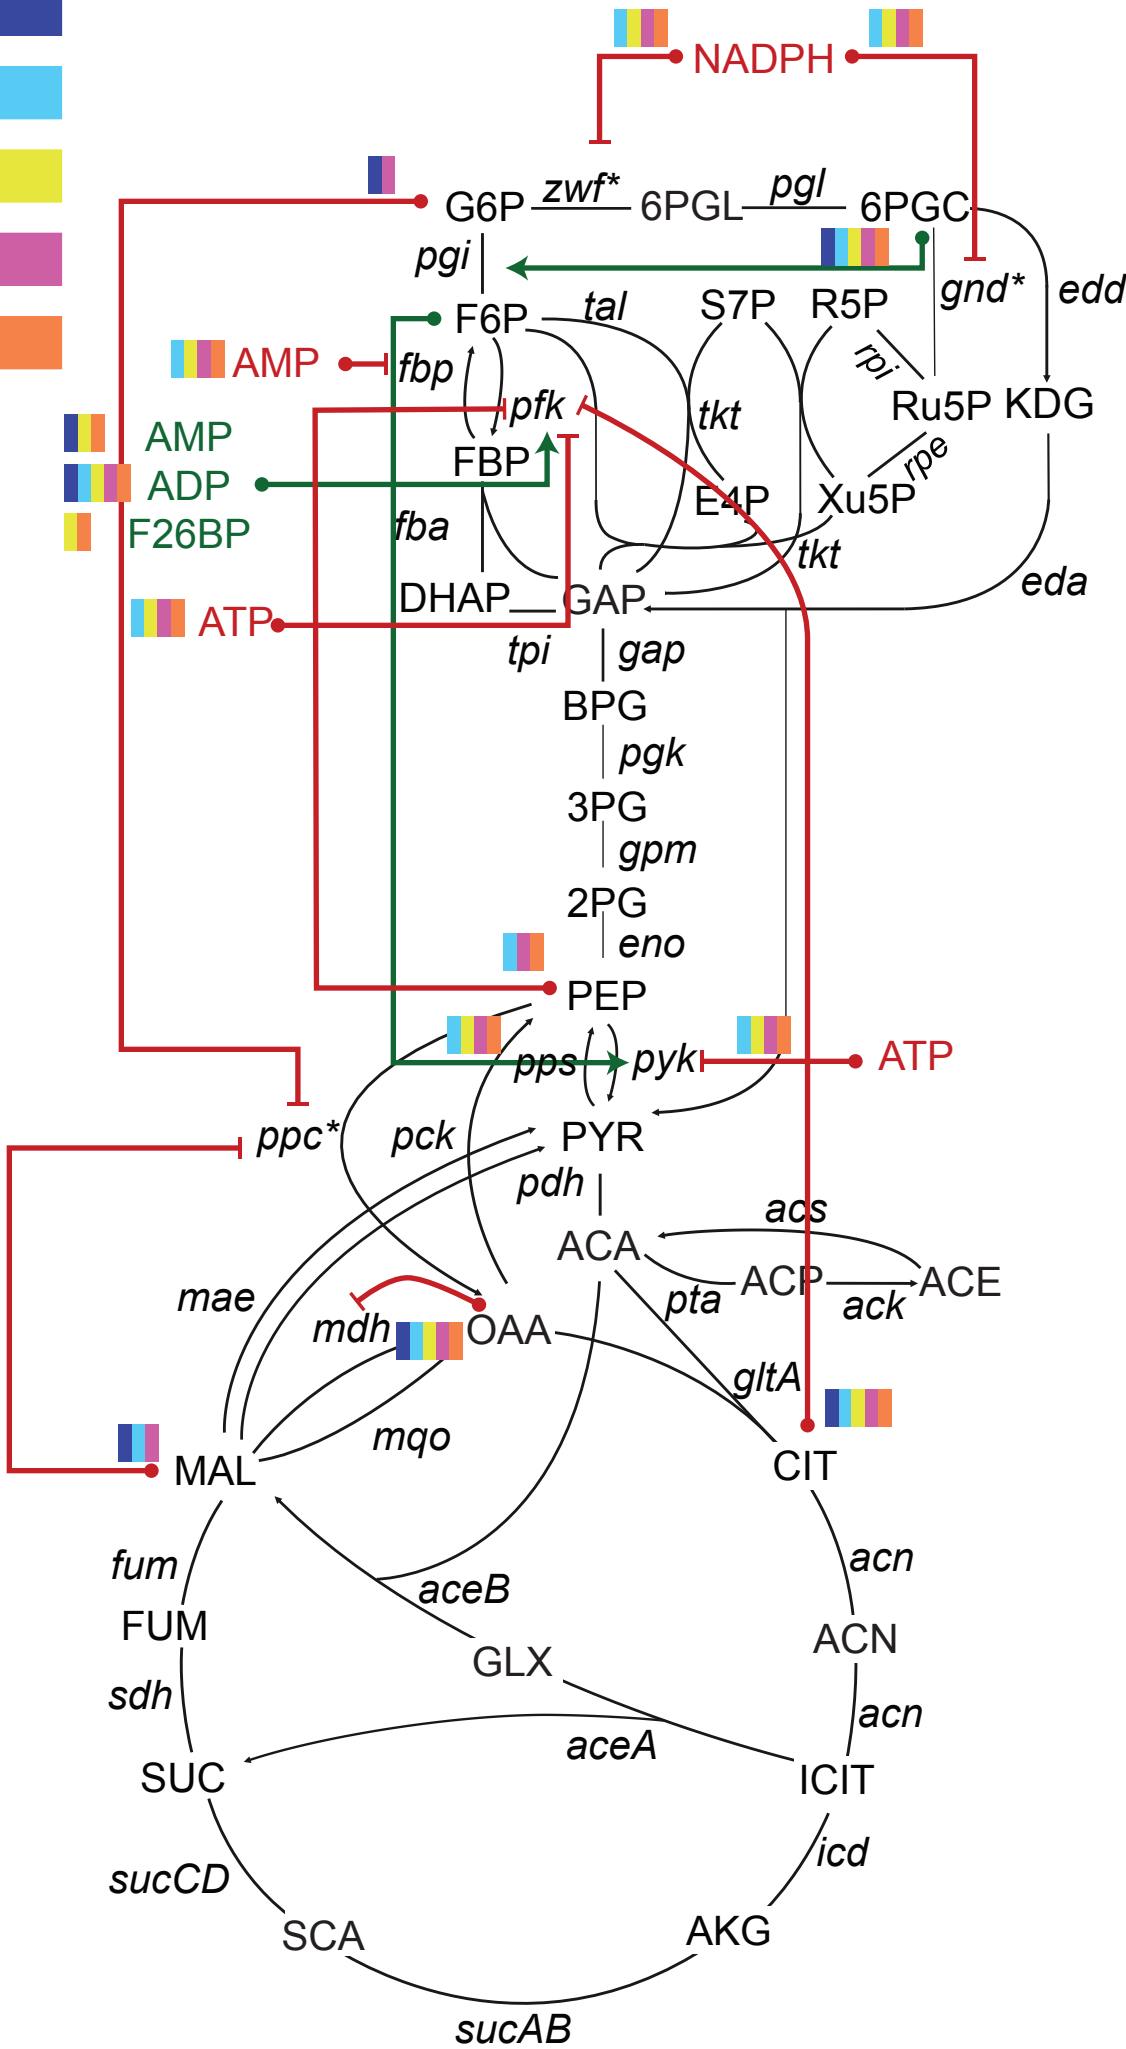 NADPH
G6P zwf* 6PGL pgl 6PGC
pgi
gnd* edd
F6P tal S7P R5P
AMP fbp rpi
pfk tkt Ru5P KDG
AMP
FBP rpe
ADP E4P Xu5P
F26BP fba tkt
DHAP GAP eda
ATP
tpi gap
BPG
pgk
3PG
gpm
2PG
eno
PEP
pps pyk ATP
ppc* pck PYR
pdh
acs
ACA
mae pta ACP ack ACE
mdh OAA
gltA
mqo
MAL CIT
fum aceB acn
FUM ACN
GLX
sdh acn
aceA
SUC ICIT
icd
sucCD
SCA AKG
sucAB